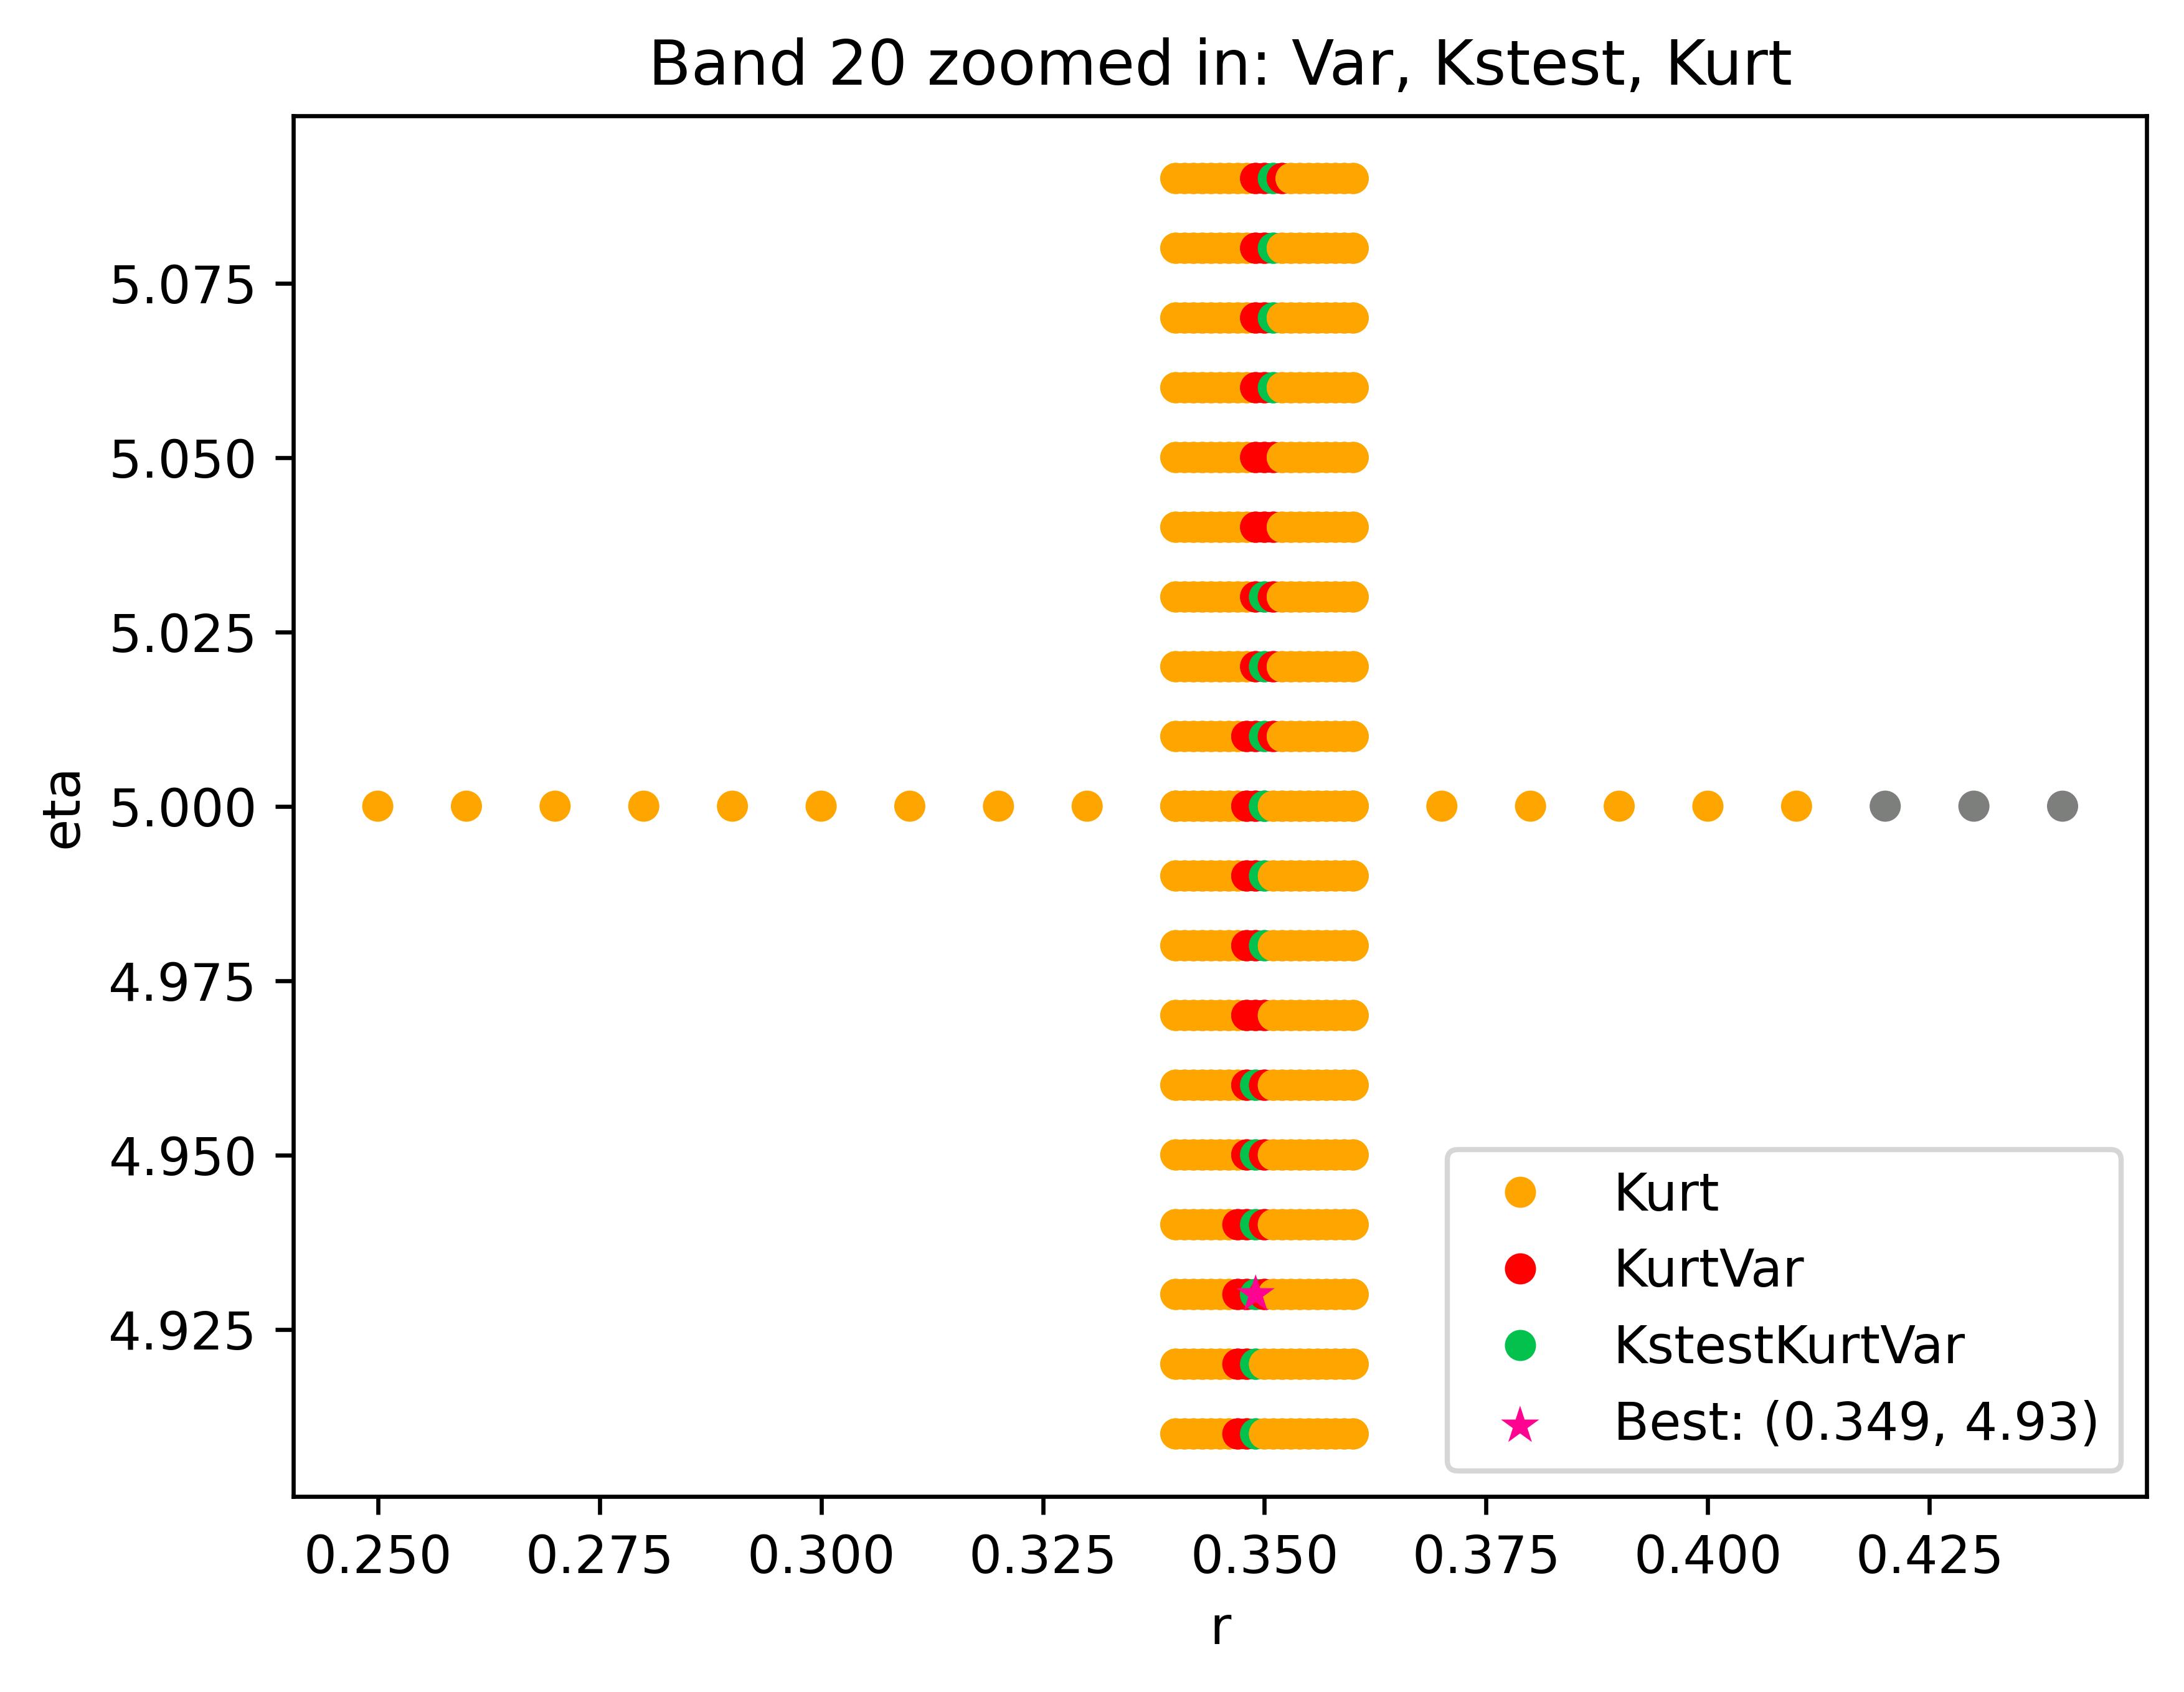 Band 20 zoomed in: Var, Kstest, Kurt
eta
5.075
5.050
5.025
5.000
4.975
4.950
4.925
Kurt
KurtVar
KstestKurtVar
Best: (0.349, 4.93)
0.250 0.275 0.300 0.325 0.350 0.375 0.400 0.425
r